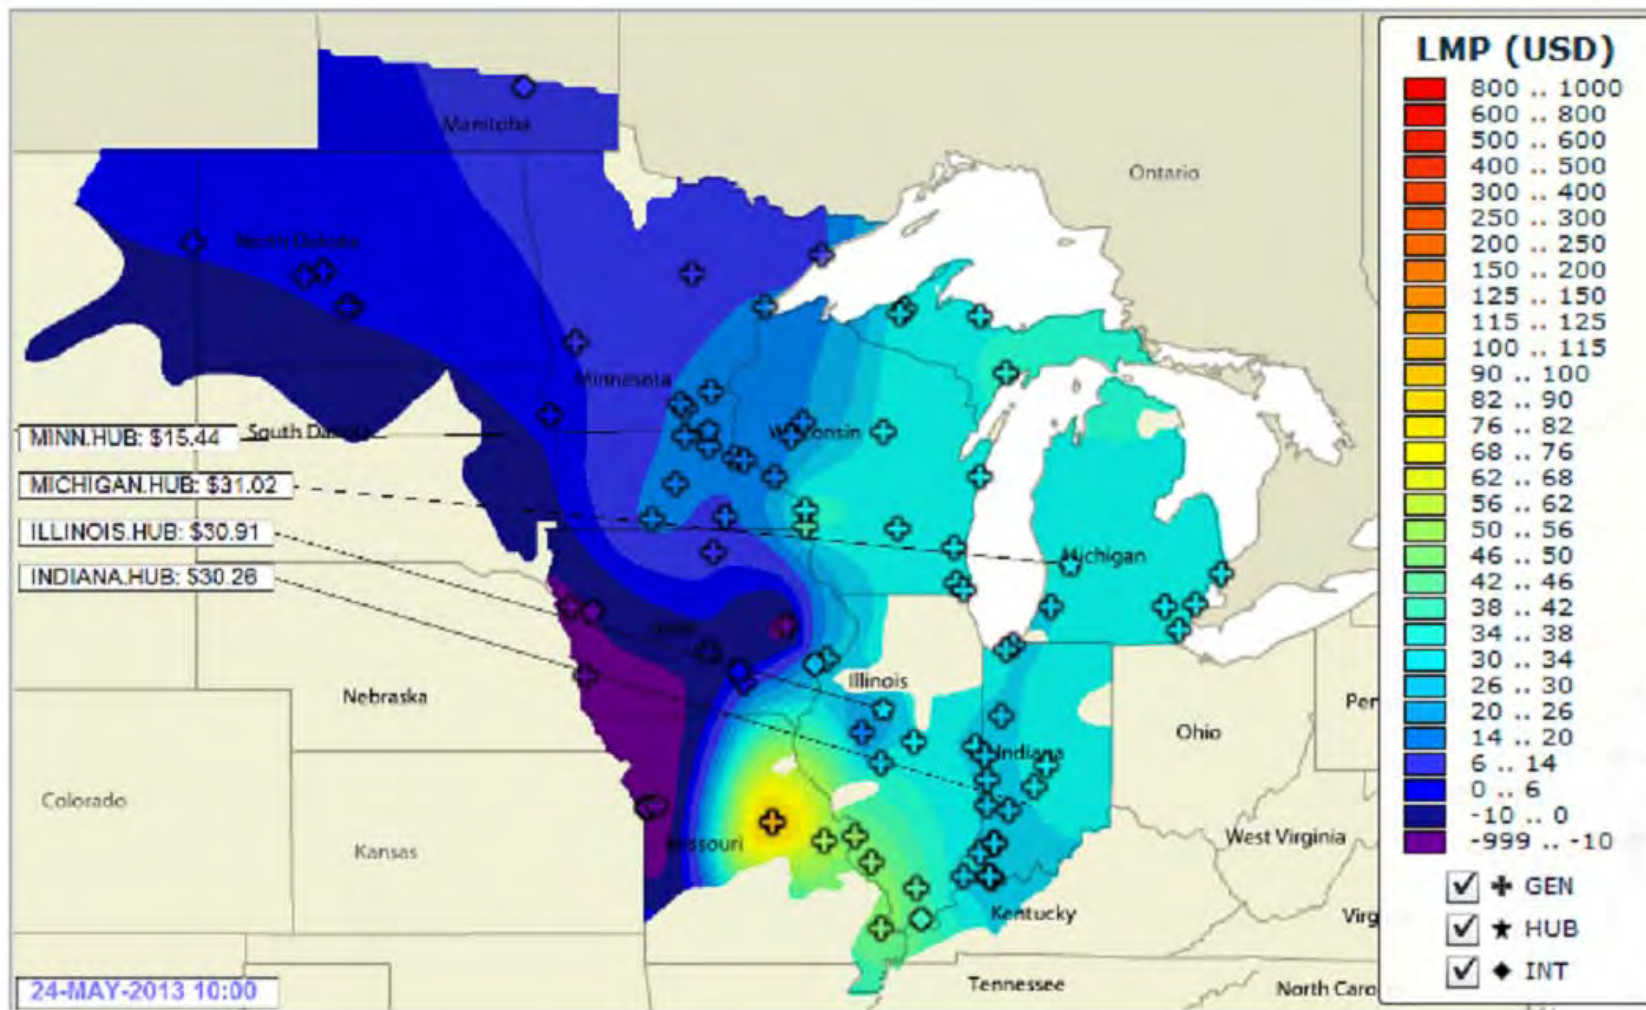 LMP (USD)
800 .. 1000
600 .. 800
500 .. 600
400 .. 500
300 .. 400
250 .. 300
200 .. 250
150 .. 200
125 .. 150
115 .. 125
100 .. 115
90 .. 100
82 .. 90
76 .. 82
68 .. 76
62 .. 68
56 .. 62
50 .. 56
46 .. 50
42 .. 46
38 .. 42
34 .. 38
30 .. 34
26 .. 30
20 .. 26
14 .. 20
6 .. 14
0 .. 6
-10 .. 0
-999 .. -10
GEN
HUB
INT
Manitoba
Ontario
North Dakota
Minnesota
South Dakota
Wisconsin
MINN.HUB: $15.44
MICHIGAN.HUB: $31.02
ILLINOIS.HUB: $30.91
INDIANA.HUB: $30.26
Michigan
Nebraska
Illinois
Per
Ohio
Indiana
Colorado
Kansas
Missouri
West Virginia
Kentucky
Virg
Tennessee
North Caro
24-MAY-2013 10:00